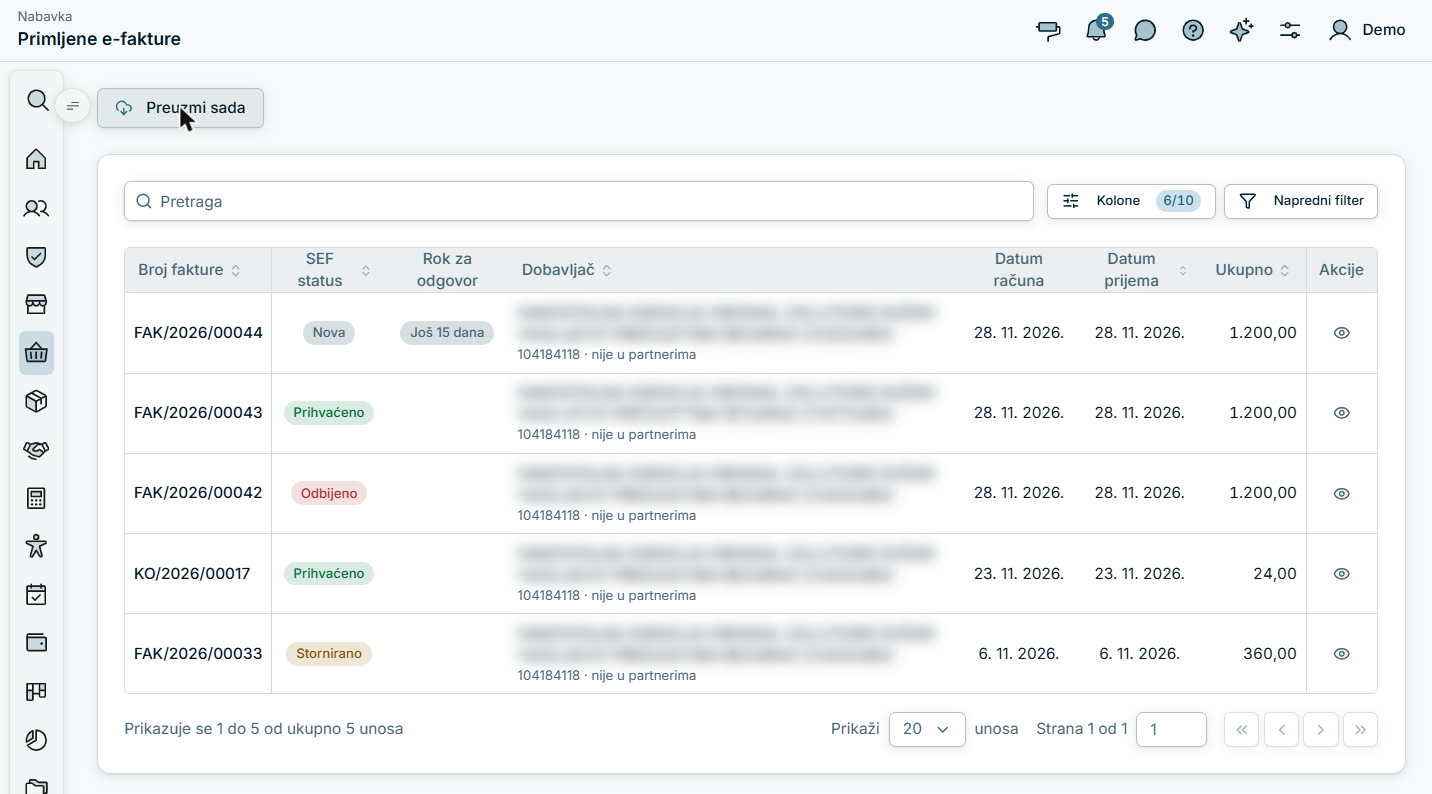 Nabavka
Primljene e-fakture
5
Demo
Preuzmi sada
Pretraga
Kolone 6/10
Napredni filter
Broj fakture
SEF status
Rok za odgovor
Dobavljač
Datum računa
Datum prijema
Ukupno
Akcije
FAK/2026/00044 Nova Još 15 dana 28. 11. 2026. 28. 11. 2026. 1.200,00
104184118 · nije u partnerima
FAK/2026/00043 Prihvaćeno 28. 11. 2026. 28. 11. 2026. 1.200,00
104184118 · nije u partnerima
FAK/2026/00042 Odbijeno 28. 11. 2026. 28. 11. 2026. 1.200,00
104184118 · nije u partnerima
KO/2026/00017 Prihvaćeno 23. 11. 2026. 23. 11. 2026. 24,00
104184118 · nije u partnerima
FAK/2026/00033 Stornirano 6. 11. 2026. 6. 11. 2026. 360,00
104184118 · nije u partnerima
Prikazuje se 1 do 5 od ukupno 5 unosa
Prikaži 20 unosa Strana 1 od 1 1